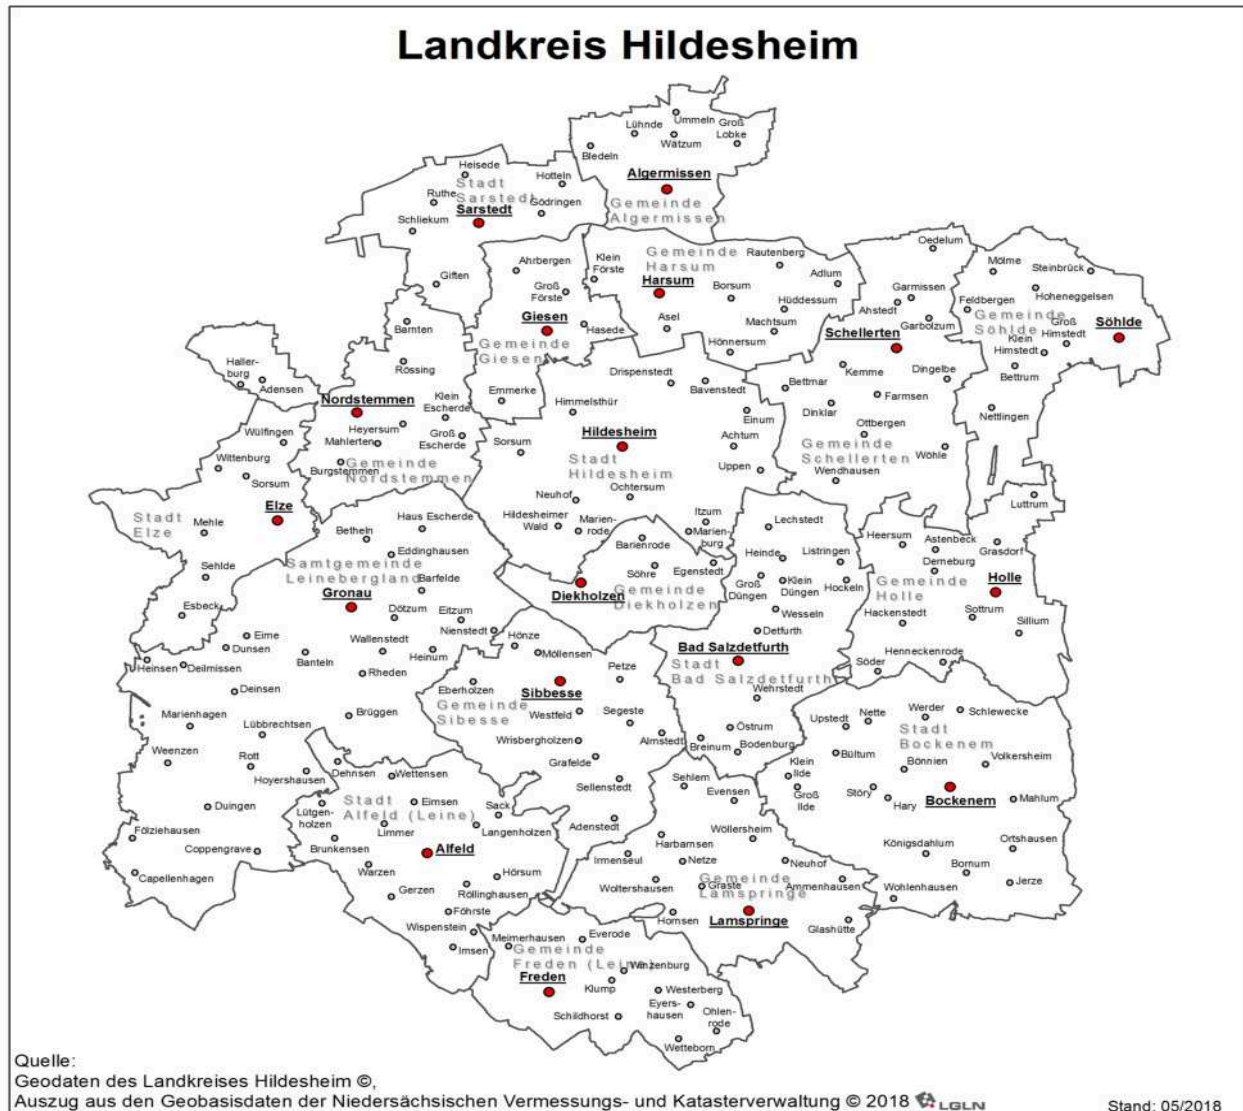 Landkreis Hildesheim
Ummeln
Lühnde
Groß
Lobke
Watzum
Bledeln
Algermissen
Gemeinde
Algermissen
Heisede
Stadt
Sarstedt
Hotteln
Ruthe
Sarstedt
Gödringen
Schliekum
Giften
Ahrbergen
Groß
Förste
Giesen
Hasede
Gemeinde
Giesen
Emmerke
Klein
Förste
Gemeinde
Harsum
Rautenberg
Harsum
Borsum
Adlum
Hüddessum
Asel
Machtsum
Hönnersum
Oedelum
Garmissen
Ahstedt
Garbolzum
Schellerten
Kemme
Dingelbe
Bettmar
Farmsen
Dinklar
Ottbergen
Gemeinde
Schellerten
Wöhle
Wendhausen
Mölme
Steinbrück
Hoheneggelsen
Feldbergen
Gemeinde
Söhlde
Groß
Himstedt
Söhlde
Klein
Himstedt
Bettrum
Nettlingen
Barnten
Rössing
Haller-
burg
Adensen
Nordstemmen
Klein
Escherde
Heyersum
Mahlerten
Groß
Escherde
Burgstemmen
Gemeinde
Nordstemmen
Wülfingen
Wittenburg
Sorsum
Elze
Stadt
Elze
Mehle
Sehlde
Esbeck
Drispenstedt
Bavenstedt
Himmelsthür
Einum
Hildesheim
Sorsum
Achtum
Stadt
Hildesheim
Uppen
Neuhof
Ochtersum
Hildesheimer
Wald
Marien-
rode
Itzum
Marien-
burg
Barienrode
Söhre
Egenstedt
Diekholzen
Gemeinde
Diekholzen
Betheln
Haus Escherde
Eddinghausen
Samtgemeinde
Leinebergland
Barfelde
Gronau
Dötzum
Eitzum
Nienstedt
Eime
Dunsen
Wallenstedt
Banteln
Heinum
Rheden
Heinsen
Deilmissen
Deinsen
Brüggen
Marienhagen
Lübbrechtsen
Weenzen
Rott
Hoyershausen
Duingen
Fölziehausen
Coppengrave
Capellenhagen
Hönze
Möllensen
Petze
Eberholzen
Sibbesse
Gemeinde
Sibesse
Westfeld
Segeste
Wrisbergholzen
Almstedt
Grafelde
Sellenstedt
Adenstedt
Lechstedt
Heinde
Listringen
Groß
Düngen
Klein
Düngen
Hockeln
Wesseln
Detfurth
Bad Salzdetfurth
Stadt
Bad Salzdetfurth
Wehrstedt
Östrum
Breinum
Bodenburg
Luttrum
Heersum
Astenbeck
Grasdorf
Derneburg
Gemeinde
Holle
Holle
Hackenstedt
Sottrum
Sillium
Henneckenrode
Söder
Werder
Schlewecke
Nette
Upstedt
Stadt
Bockenem
Bültum
Volkersheim
Bönnien
Klein
Ilde
Groß
Ilde
Störy
Hary
Bockenem
Mahlum
Königsdahlum
Ortshausen
Bornum
Jerze
Wohlenhausen
Dehnsen
Wettensen
Stadt
Alfeld (Leine)
Eimsen
Sack
Lütgen-
holzen
Limmer
Langenholzen
Brunkensen
Alfeld
Warzen
Hörsum
Gerzen
Röllinghausen
Föhrste
Wispenstein
Imsen
Sehlem
Evensen
Wöllersheim
Harbarnsen
Irmenseul
Netze
Neuhof
Woltershausen
Gemeinde
Lamspringe
Graste
Ammenhausen
Hornsen
Lamspringe
Glashütte
Meimerhausen
Everode
Gemeinde
Freden (Leine)
Winzenburg
Freden
Klump
Westerberg
Eyers-
hausen
Schildhorst
Ohlen-
rode
Wetteborn
Quelle:
Geodaten des Landkreises Hildesheim ©,
Auszug aus den Geobasisdaten der Niedersächsischen Vermessungs- und Katasterverwaltung © 2018 LGLN
Stand: 05/2018